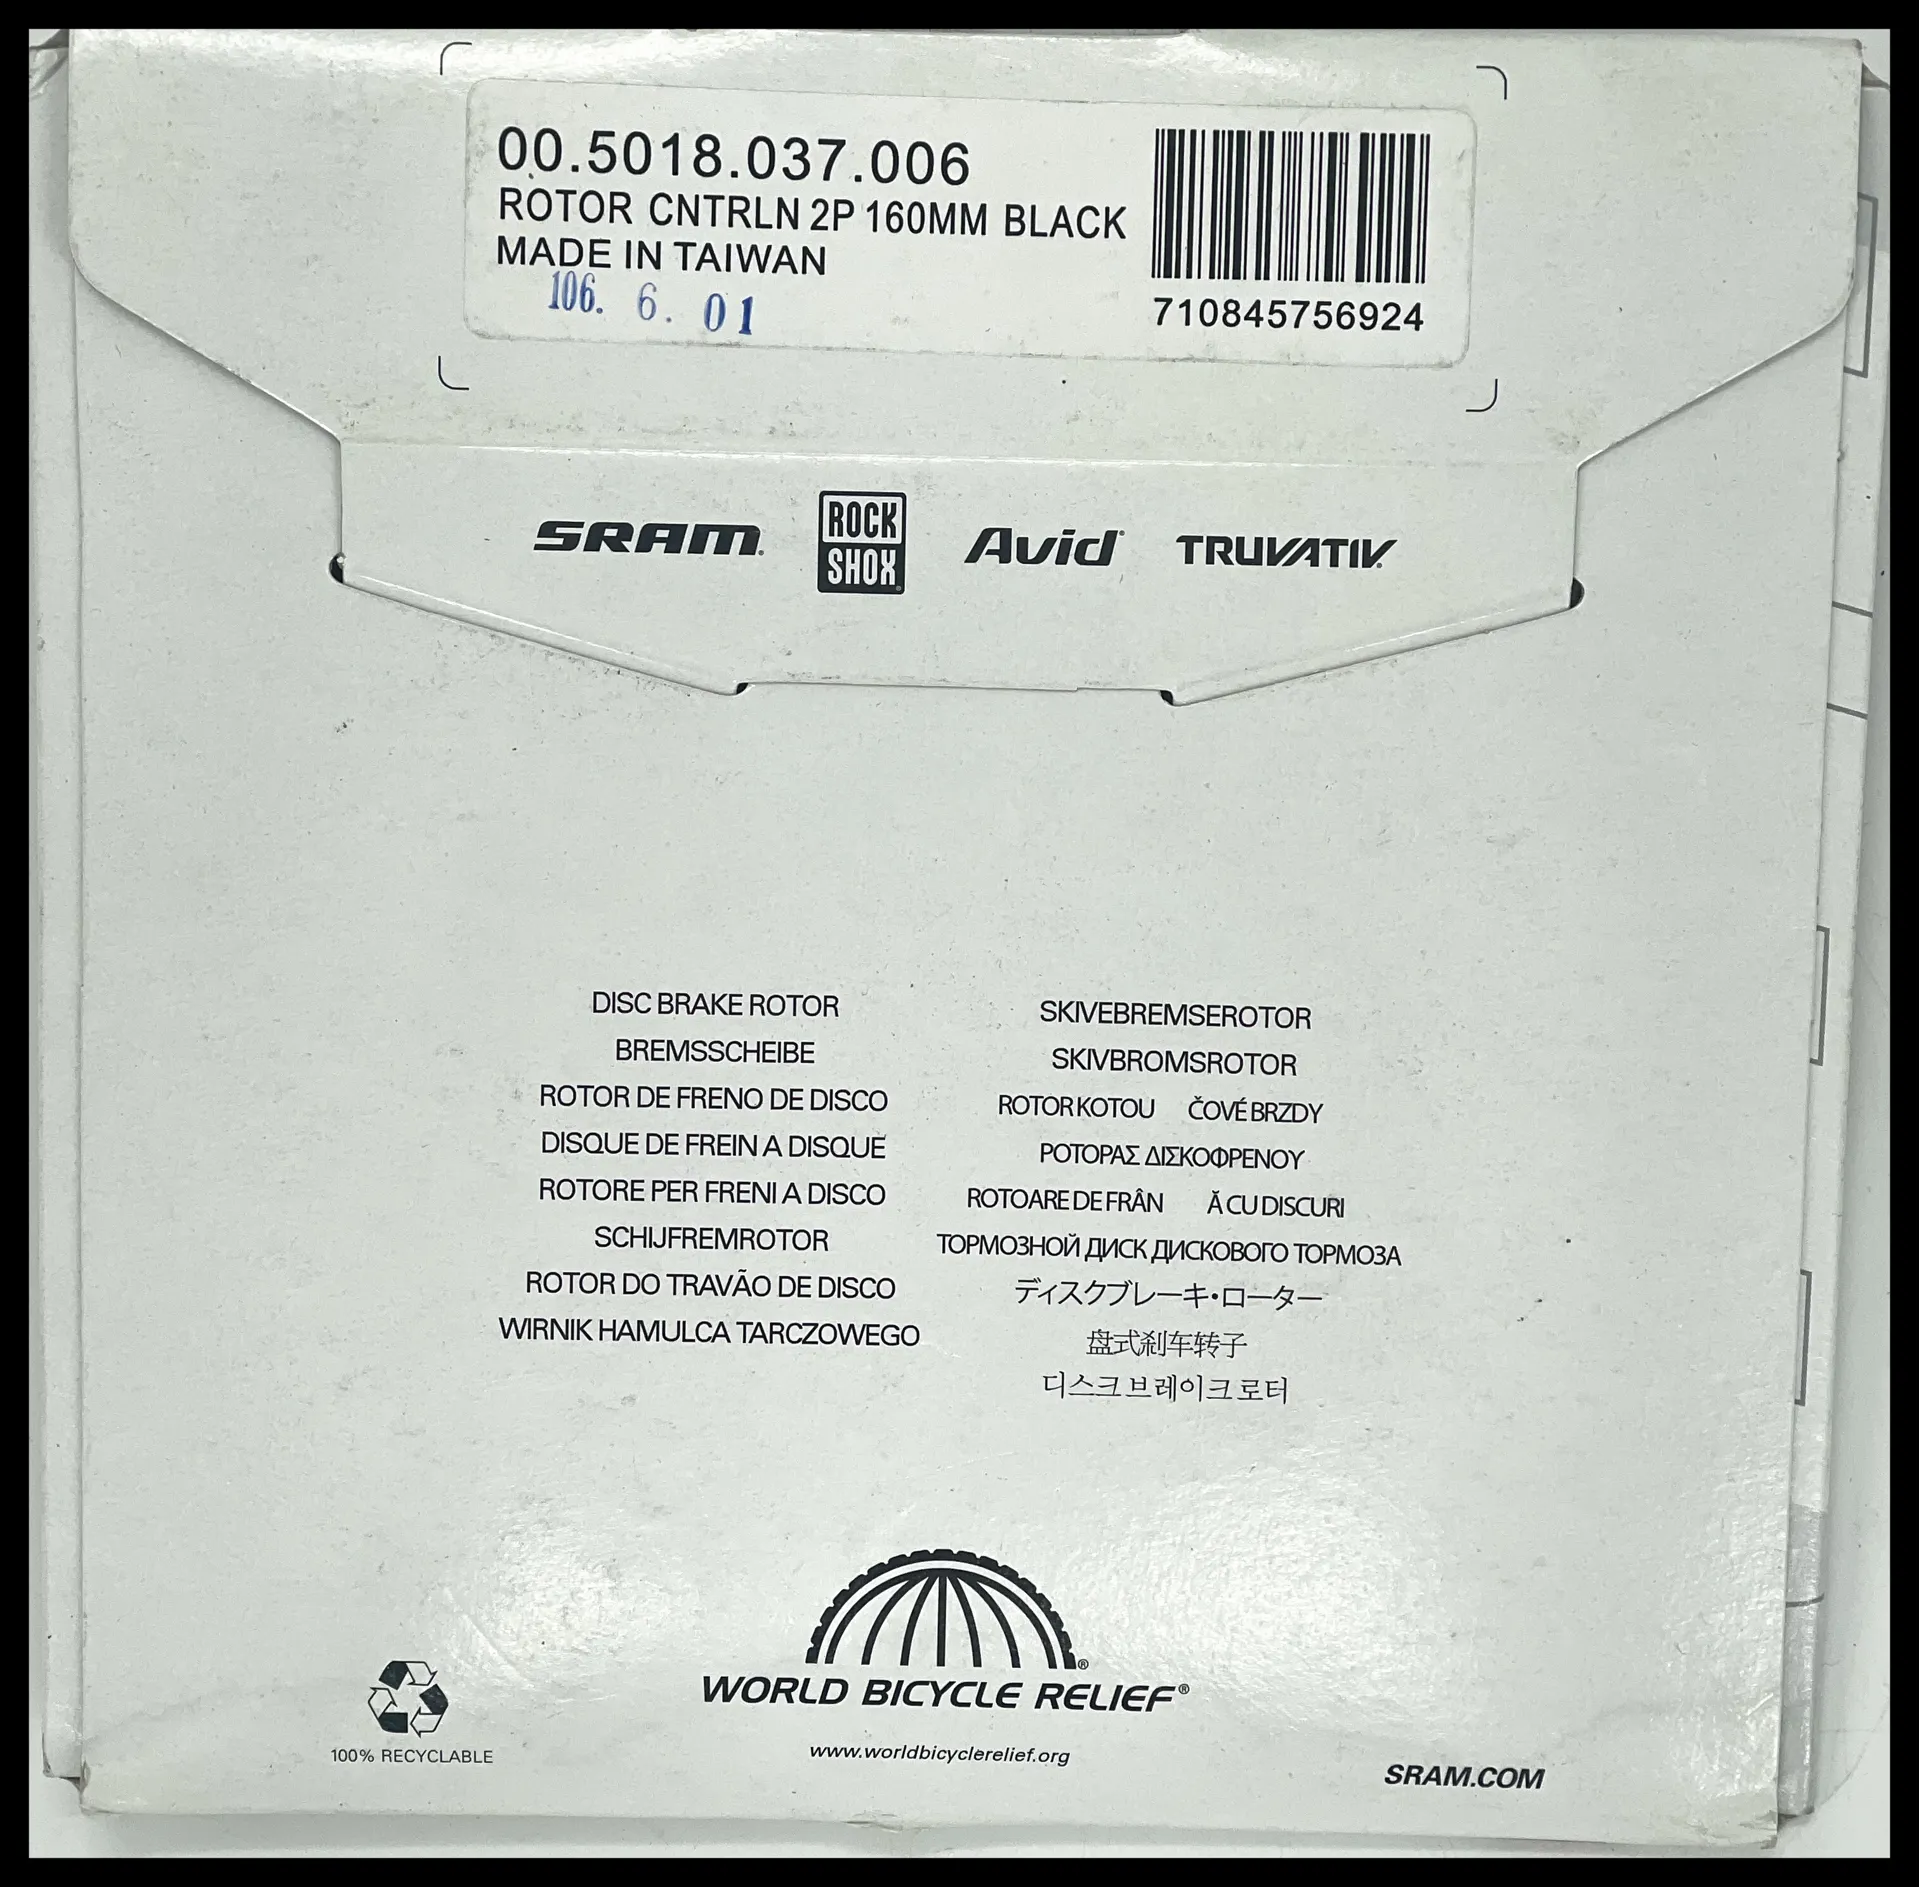 00.5018.037.006
ROTOR CNTRLN 2P 160MM BLACK
MADE IN TAIWAN
106. 6. 01
710845756924
SRAM
ROCK
SHOX
Avid
TRUVATIV
DISC BRAKE ROTOR
BREMSSCHEIBE
ROTOR DE FRENO DE DISCO
DISQUE DE FREIN A DISQUE
ROTORE PER FRENI A DISCO
SCHIJFREMROTOR
ROTOR DO TRAVÃO DE DISCO
WIRNIK HAMULCA TARCZOWEGO
SKIVEBREMSEROTOR
SKIVBROMSROTOR
ROTOR KOTOU ČOVÉ BRZDY
ΡΟΤΟΡΑΣ ΔΙΣΚΟΦΡΕΝΟΥ
ROTOARE DE FRÂN Ă CU DISCURI
ТОРМОЗНОЙ ДИСК ДИСКОВОГО ТОРМОЗА
ディスクブレーキ・ローター
盘式刹车转子
디스크 브레이크 로터
WORLD BICYCLE RELIEF®
www.worldbicyclerelief.org
100% RECYCLABLE
SRAM.COM